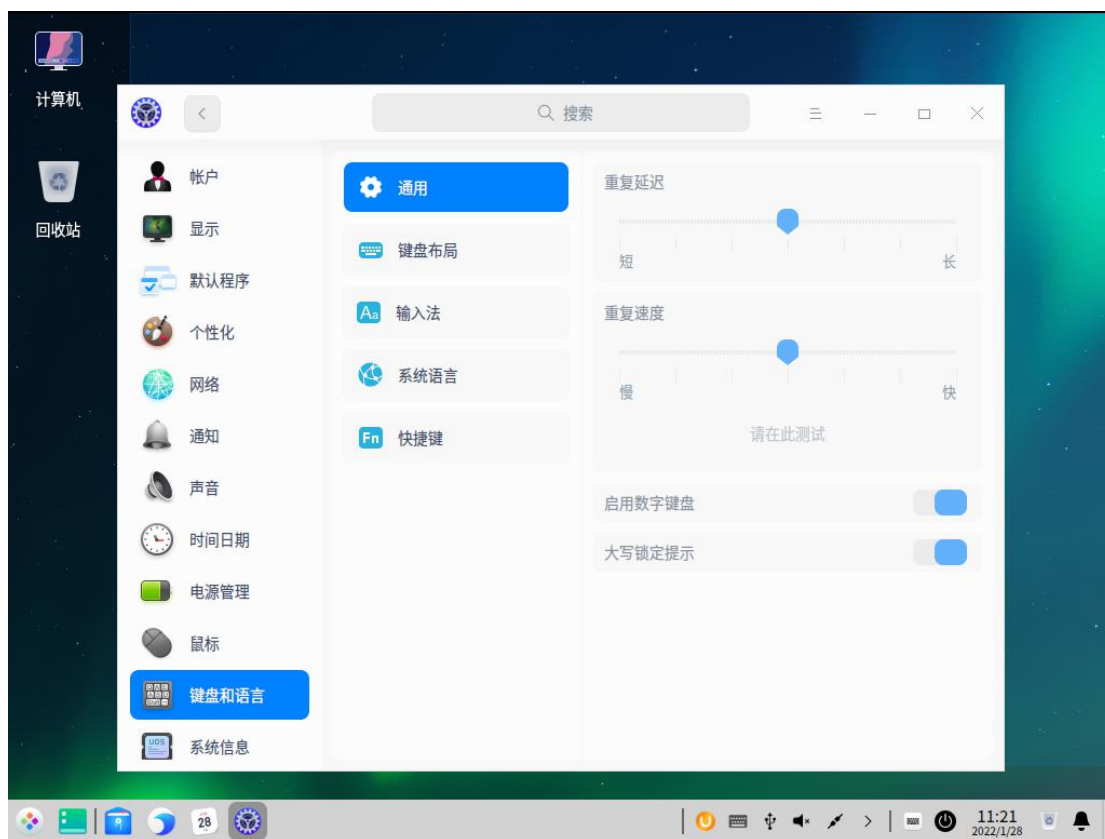 计算机
回收站
搜索
帐户
显示
默认程序
个性化
网络
通知
声音
时间日期
电源管理
鼠标
键盘和语言
UOS
系统信息
通用
键盘布局
Aa
输入法
系统语言
Fn
快捷键
重复延迟
短
长
重复速度
慢
快
请在此测试
启用数字键盘
大写锁定提示
28
11:21
2022/1/28